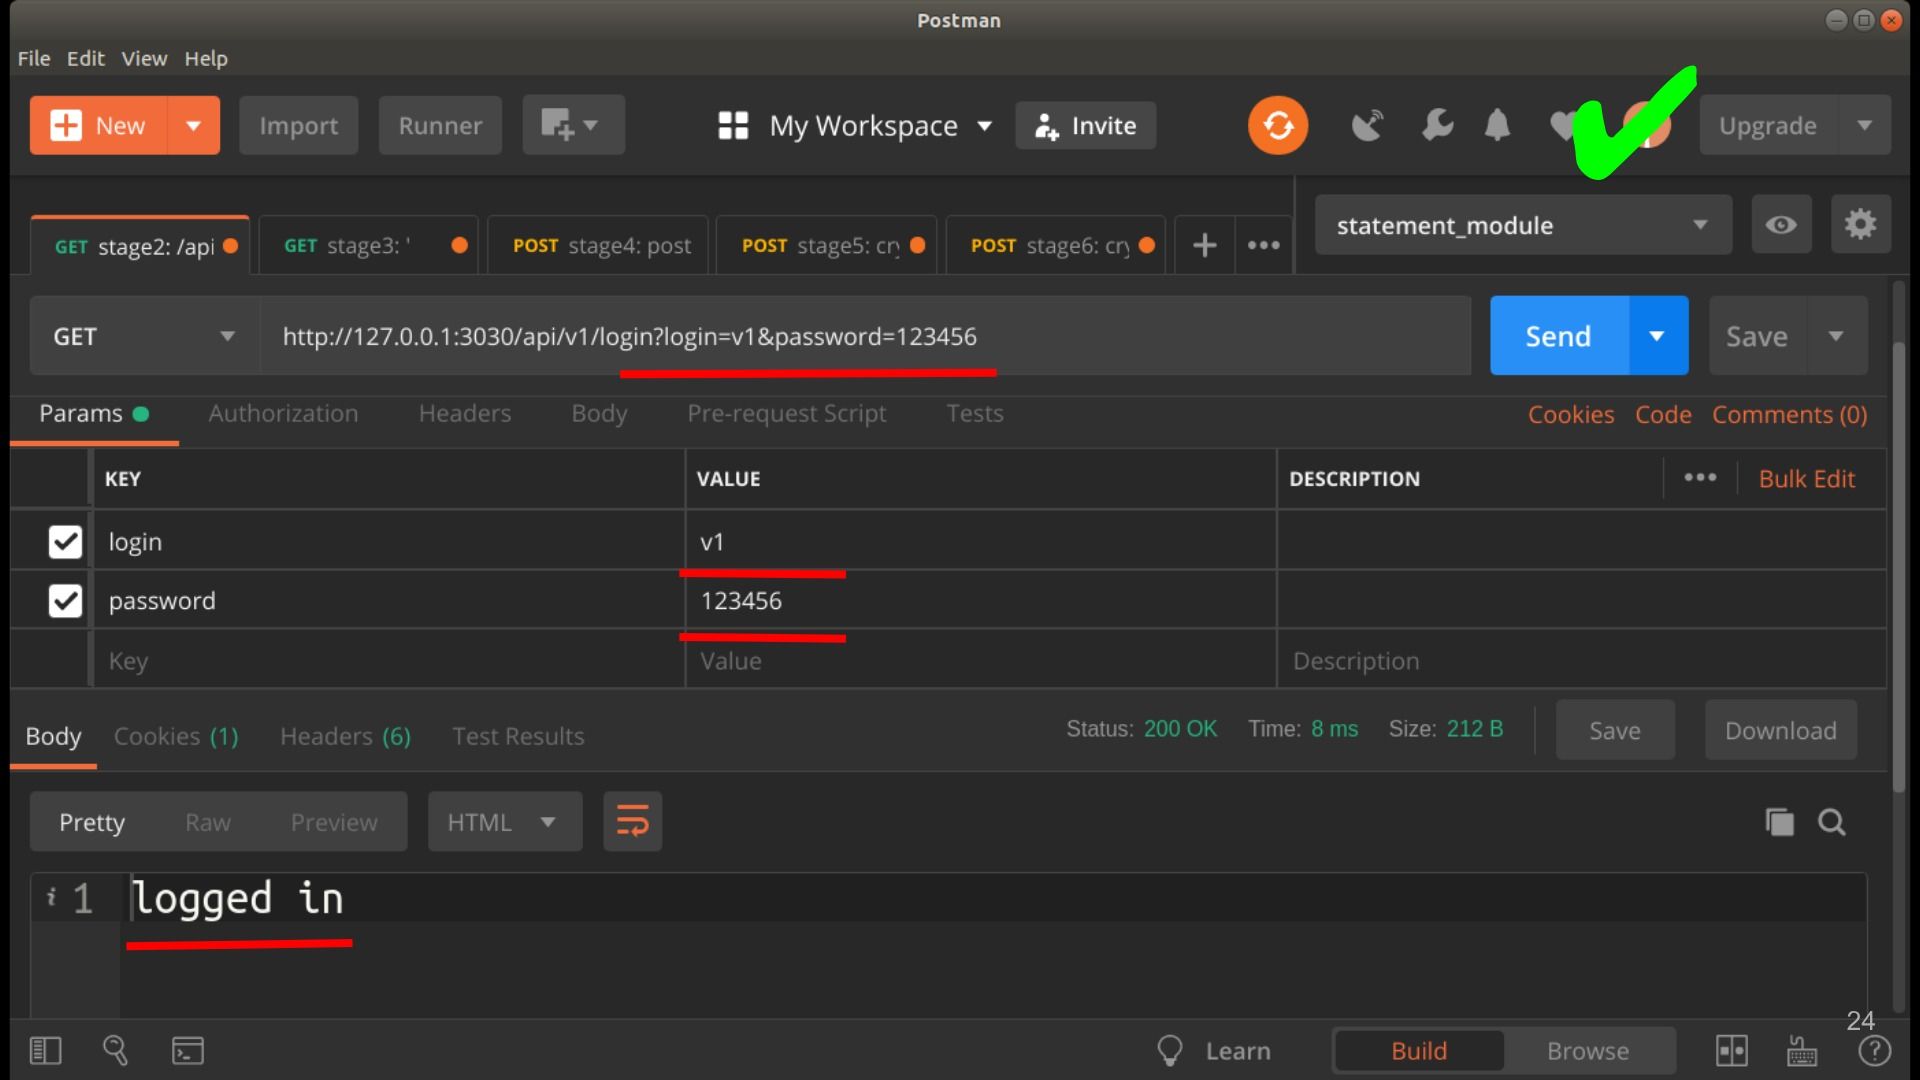 Postman
File Edit View Help
New Import Runner My Workspace Invite Upgrade
GET stage2: /api GET stage3: ' POST stage4: post POST stage5: cry POST stage6: cry + ••• statement_module
GET http://127.0.0.1:3030/api/v1/login?login=v1&password=123456 Send Save
Params Authorization Headers Body Pre-request Script Tests Cookies Code Comments (0)
KEY VALUE DESCRIPTION ••• Bulk Edit
login v1
password 123456
Key Value Description
Body Cookies (1) Headers (6) Test Results Status: 200 OK Time: 8 ms Size: 212 B Save Download
Pretty Raw Preview HTML
i 1 logged in
24
Learn Build Browse ?